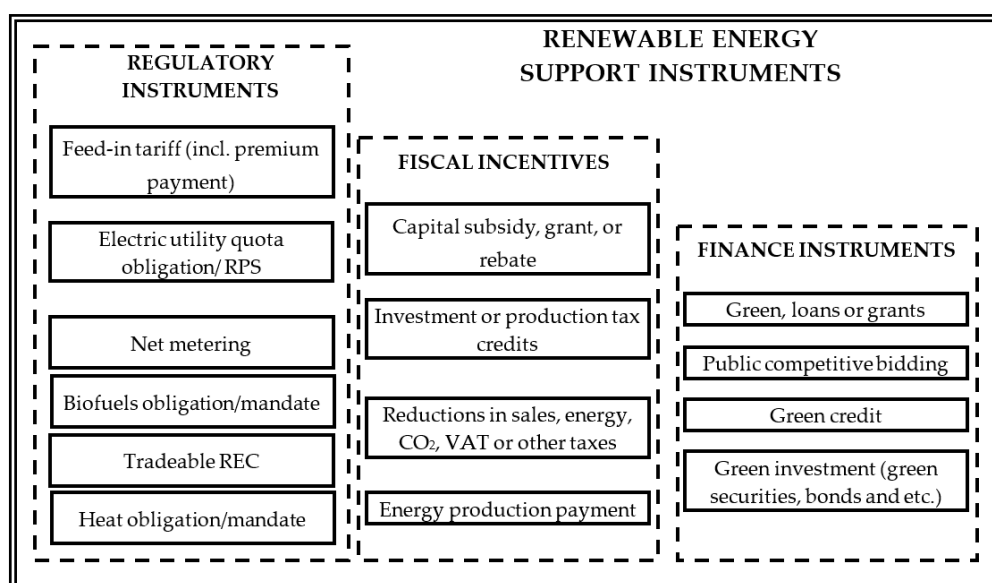 RENEWABLE ENERGY
SUPPORT INSTRUMENTS
REGULATORY
INSTRUMENTS
Feed-in tariff (incl. premium
payment)
Electric utility quota
obligation/ RPS
Net metering
Biofuels obligation/mandate
Tradeable REC
Heat obligation/mandate
FISCAL INCENTIVES
Capital subsidy, grant, or
rebate
Investment or production tax
credits
Reductions in sales, energy,
CO₂, VAT or other taxes
Energy production payment
FINANCE INSTRUMENTS
Green, loans or grants
Public competitive bidding
Green credit
Green investment (green
securities, bonds and etc.)